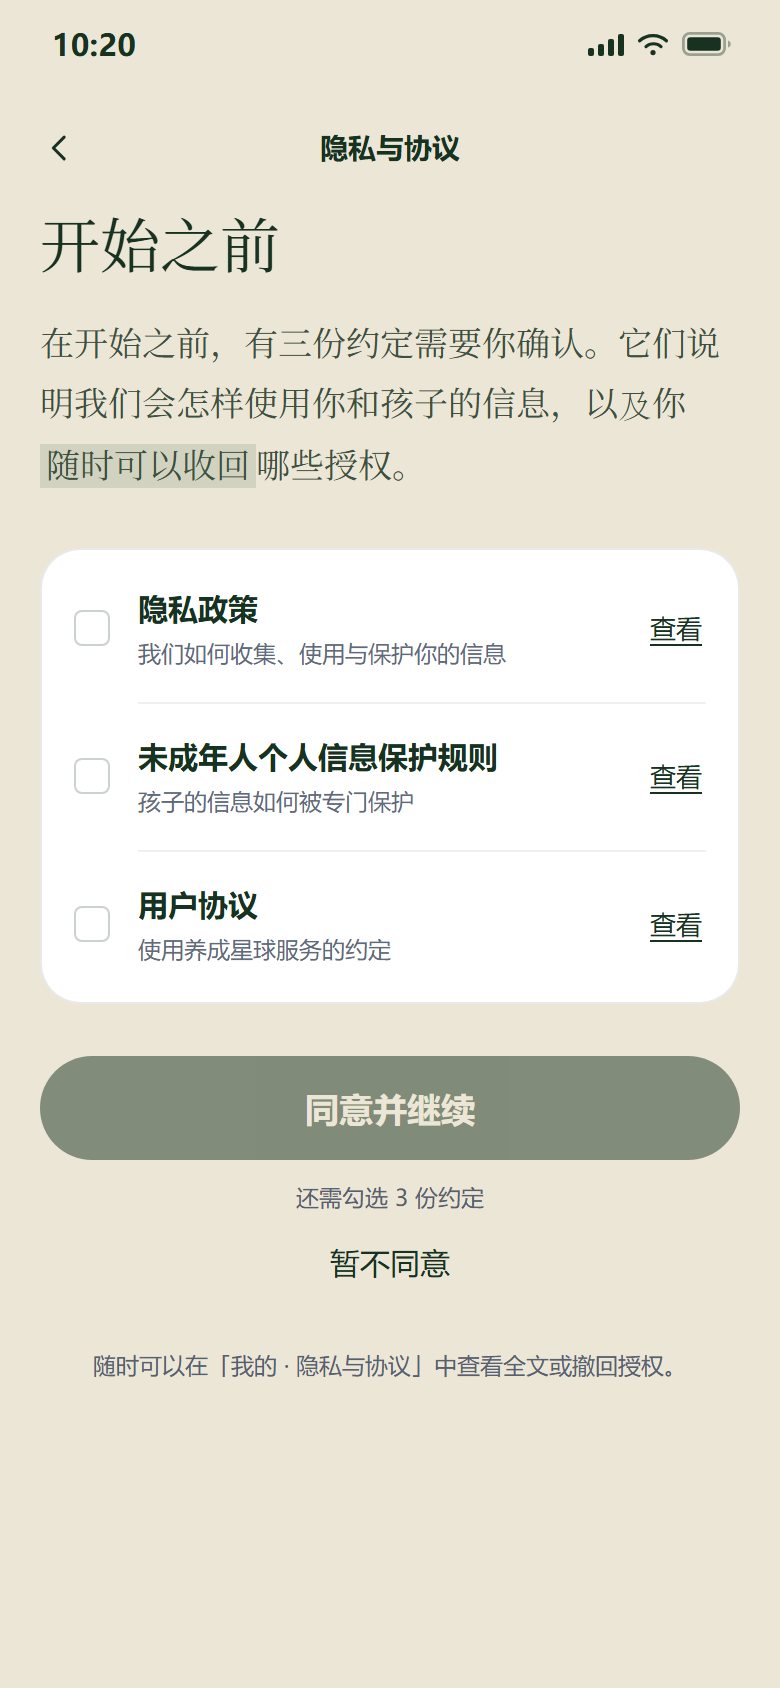 10:20
隐私与协议
开始之前
在开始之前，有三份约定需要你确认。它们说
明我们会怎样使用你和孩子的信息，以及你
随时可以收回哪些授权。
隐私政策
我们如何收集、使用与保护你的信息
查看
未成年人个人信息保护规则
孩子的信息如何被专门保护
查看
用户协议
使用养成星球服务的约定
查看
同意并继续
还需勾选 3 份约定
暂不同意
随时可以在「我的 · 隐私与协议」中查看全文或撤回授权。